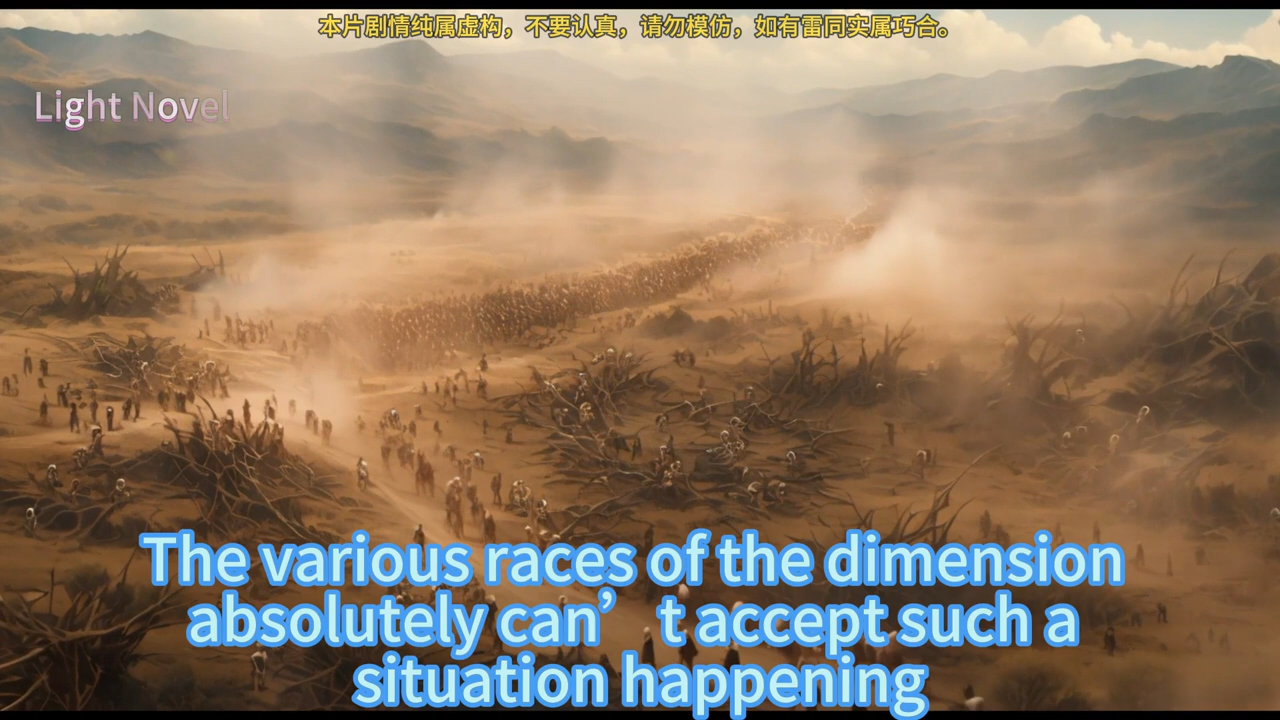 本片剧情纯属虚构，不要认真，请勿模仿，如有雷同实属巧合。
Light Novel
The various races of the dimension
absolutely can’t accept such a
situation happening